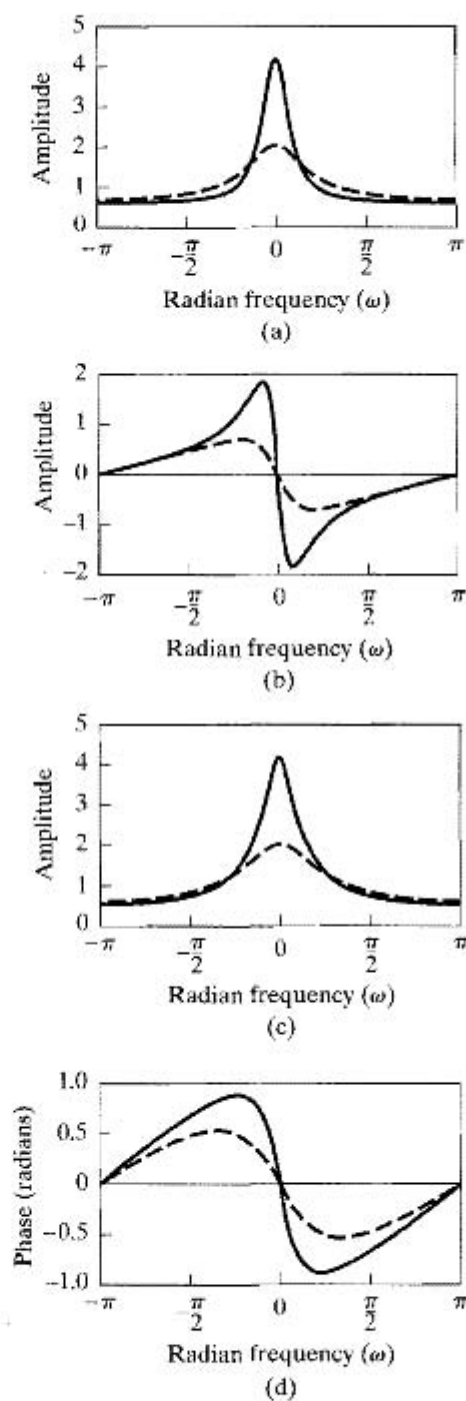 5
4
3
2
1
0
Amplitude
−π
−π/2
0
π/2
π
Radian frequency (ω)
(a)
2
1
0
−1
−2
Amplitude
−π
−π/2
0
π/2
π
Radian frequency (ω)
(b)
5
4
3
2
1
0
Amplitude
−π
−π/2
0
π/2
π
Radian frequency (ω)
(c)
1.0
0.5
0
−0.5
−1.0
Phase (radians)
−π
−π/2
0
π/2
π
Radian frequency (ω)
(d)